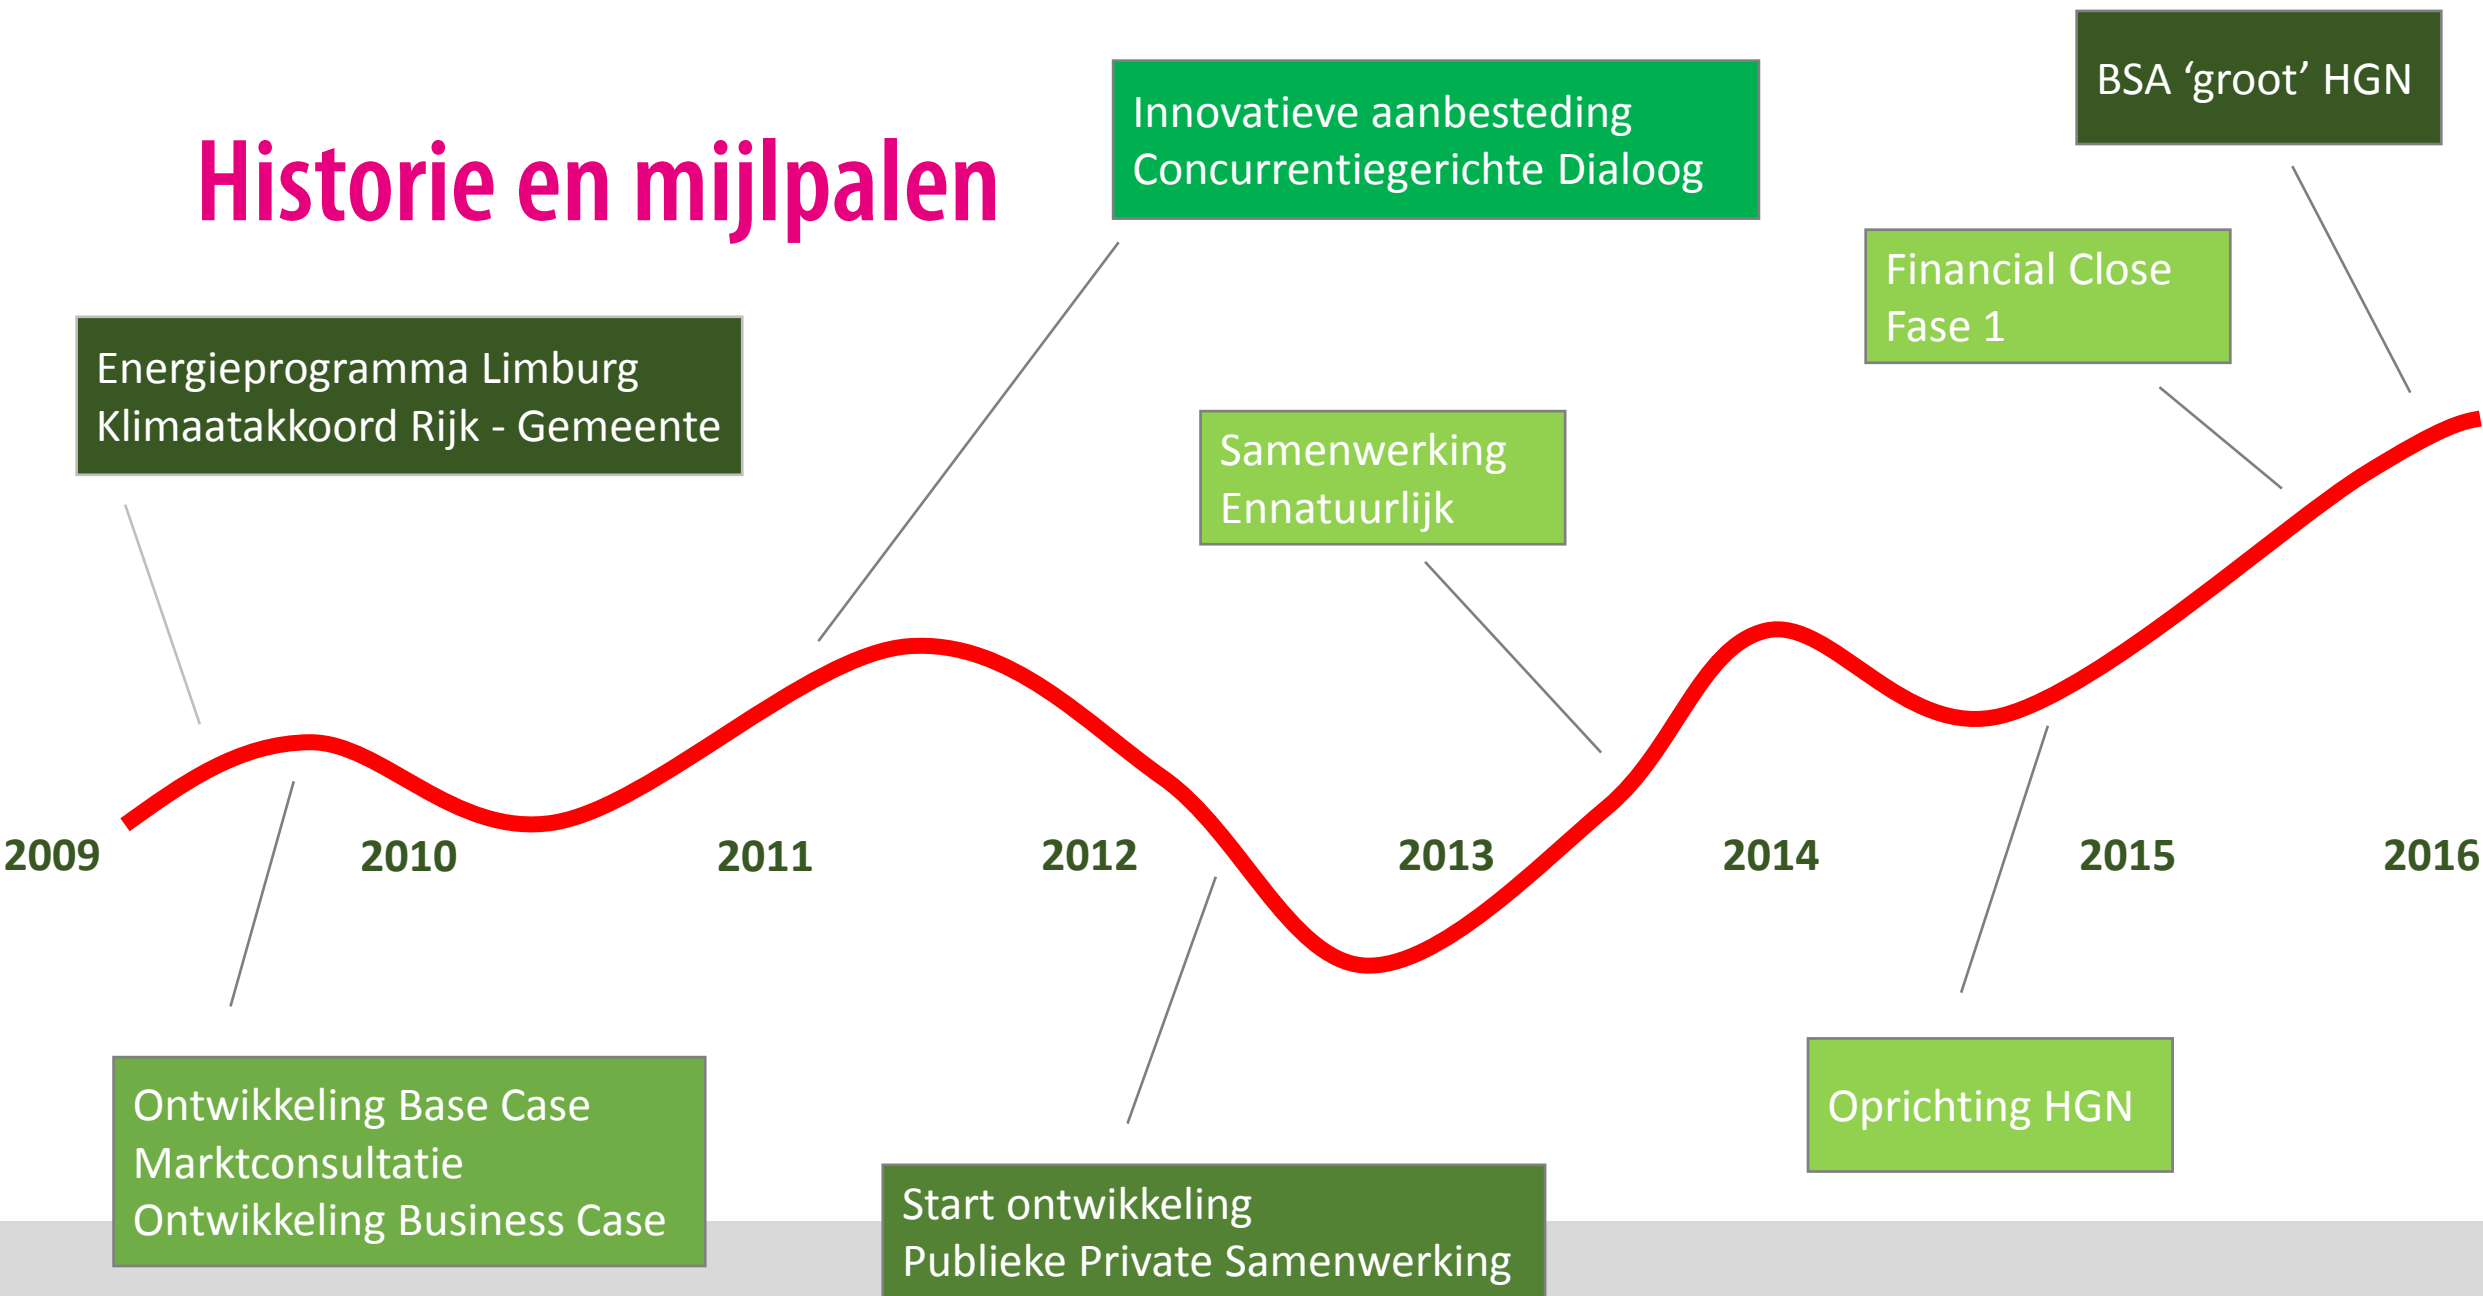 Historie en mijlpalen
BSA ‘groot’ HGN
Innovatieve aanbesteding
Concurrentiegerichte Dialoog
Financial Close
Fase 1
Energieprogramma Limburg
Klimaatakkoord Rijk - Gemeente
Samenwerking
Ennatuurlijk
2009
2010
2011
2012
2013
2014
2015
2016
Ontwikkeling Base Case
Marktconsultatie
Ontwikkeling Business Case
Start ontwikkeling
Publieke Private Samenwerking
Oprichting HGN